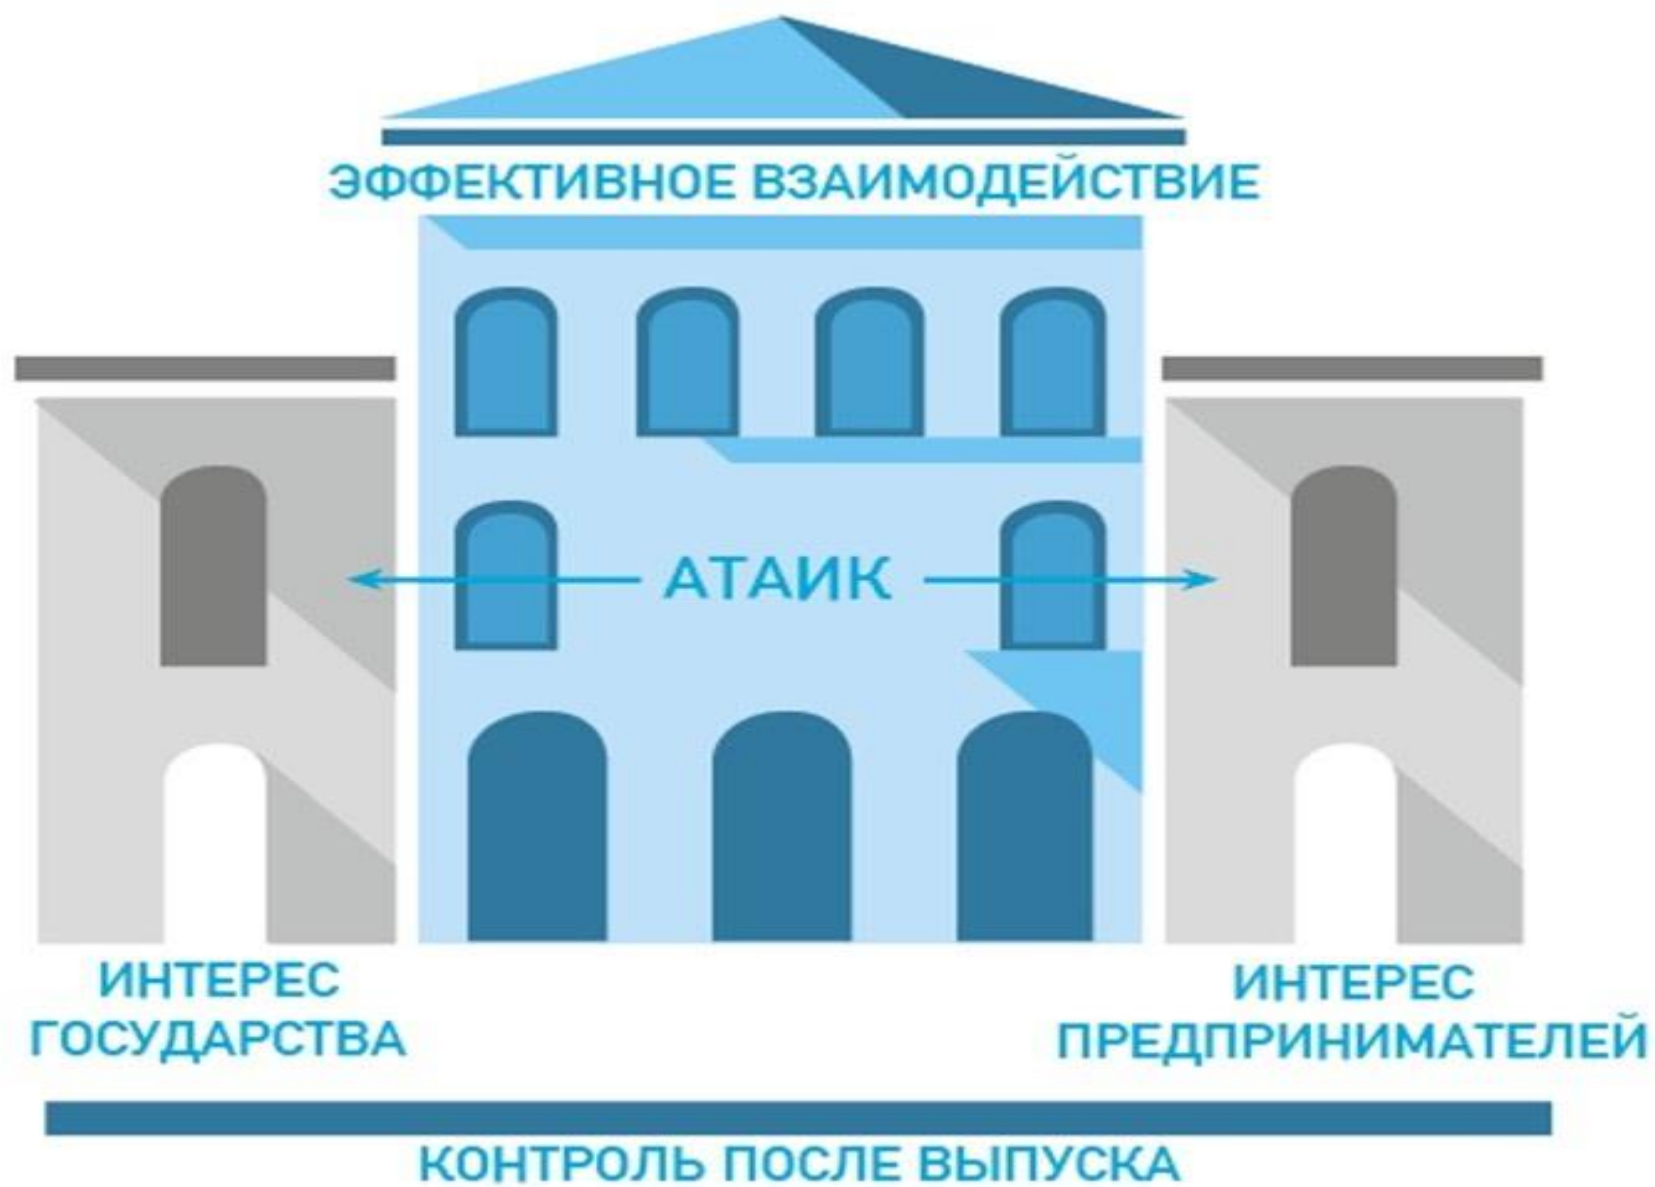 ЭФФЕКТИВНОЕ ВЗАИМОДЕЙСТВИЕ
АТАИК
ИНТЕРЕС
ГОСУДАРСТВА
ИНТЕРЕС
ПРЕДПРИНИМАТЕЛЕЙ
КОНТРОЛЬ ПОСЛЕ ВЫПУСКА